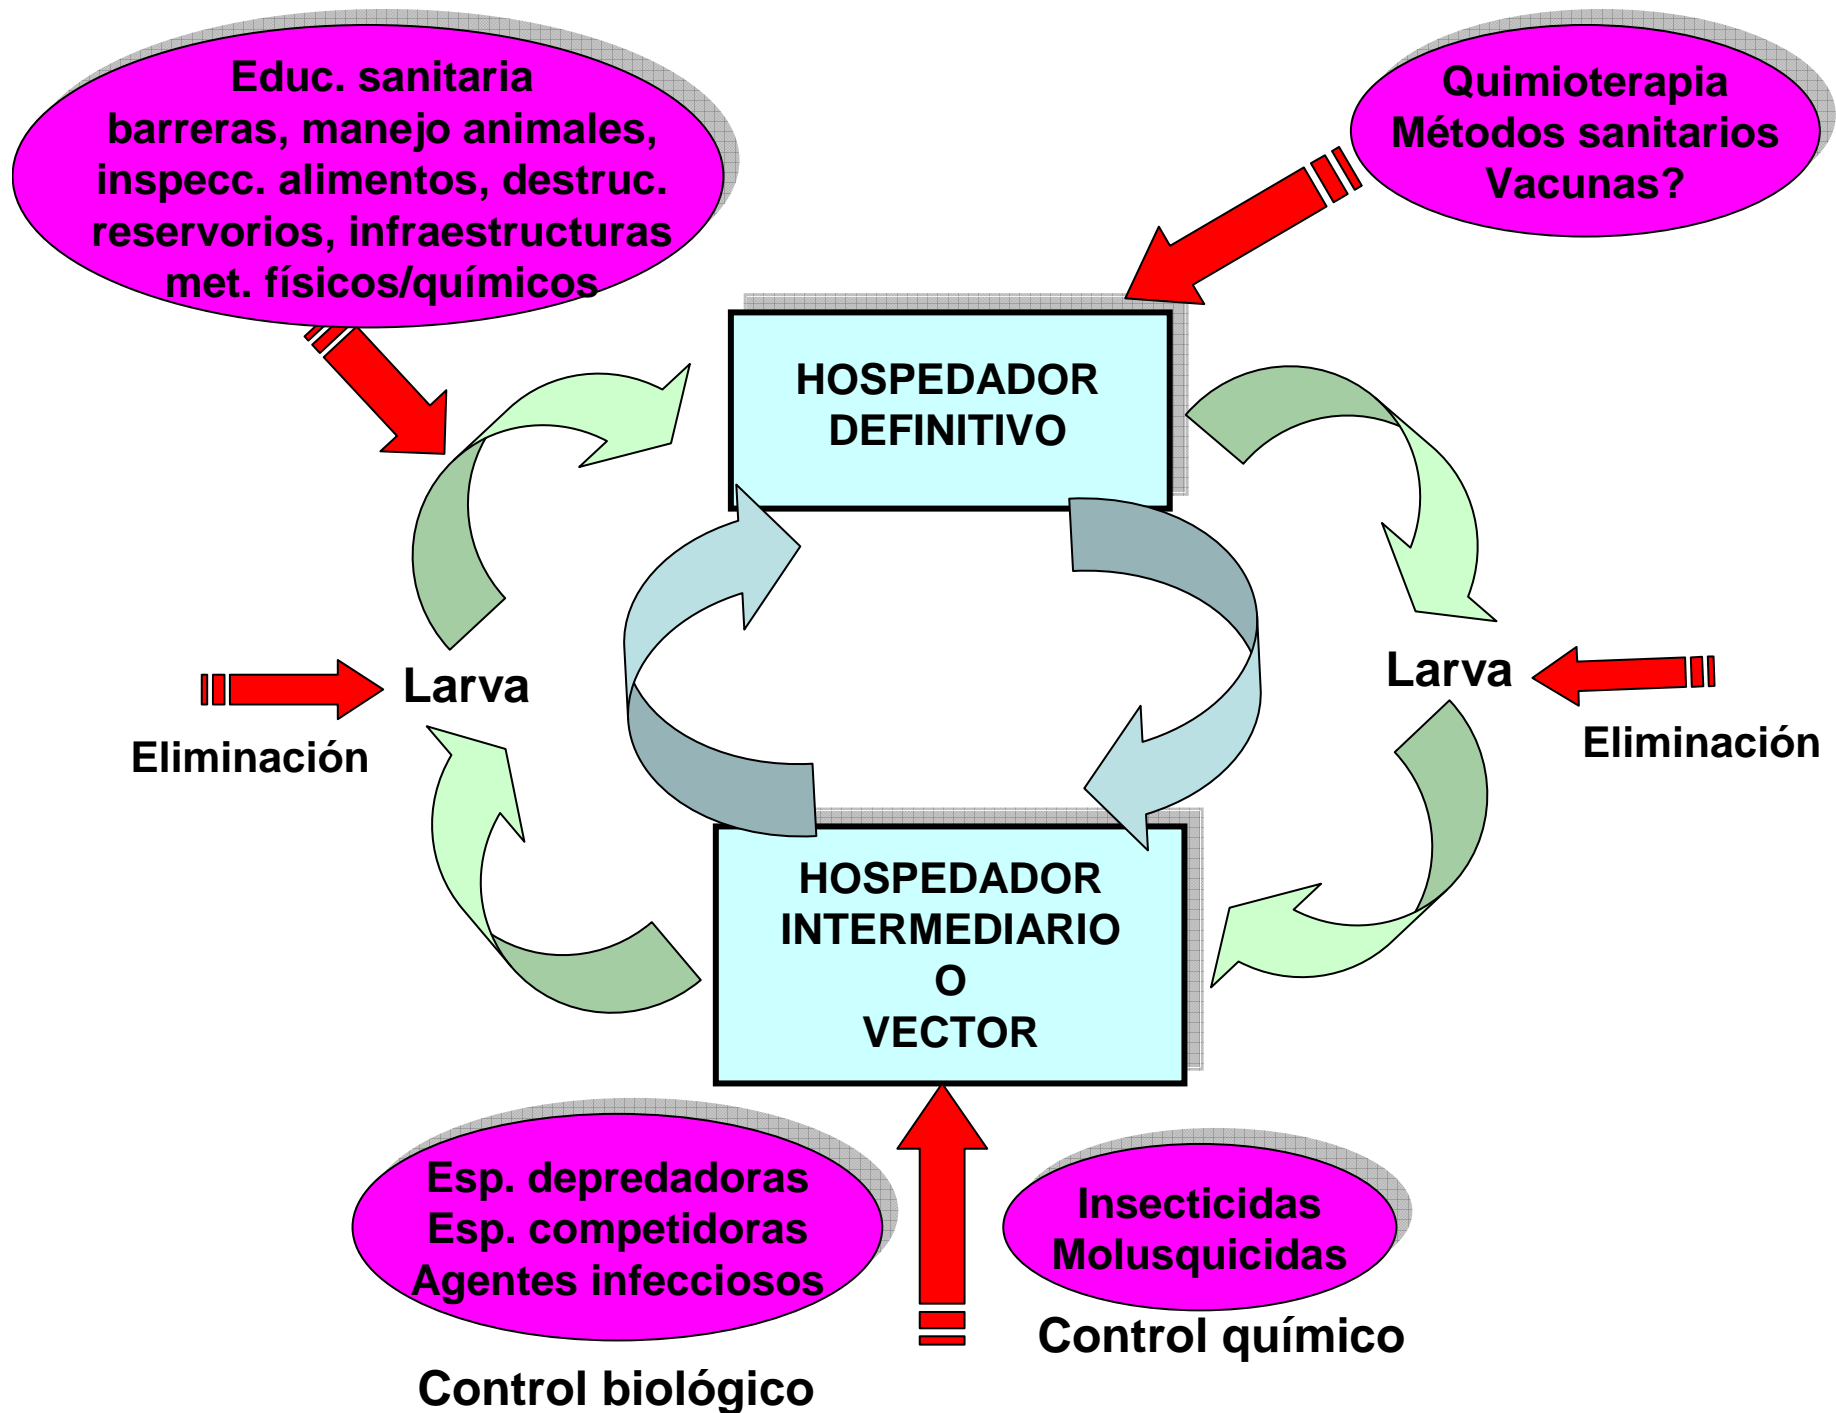 Educ. sanitaria
barreras, manejo animales,
inspecc. alimentos, destruc.
reservorios, infraestructuras
met. físicos/químicos
Quimioterapia
Métodos sanitarios
Vacunas?
HOSPEDADOR
DEFINITIVO
Larva
Eliminación
Larva
Eliminación
HOSPEDADOR
INTERMEDIARIO
O
VECTOR
Esp. depredadoras
Esp. competidoras
Agentes infecciosos
Control biológico
Insecticidas
Molusquicidas
Control químico